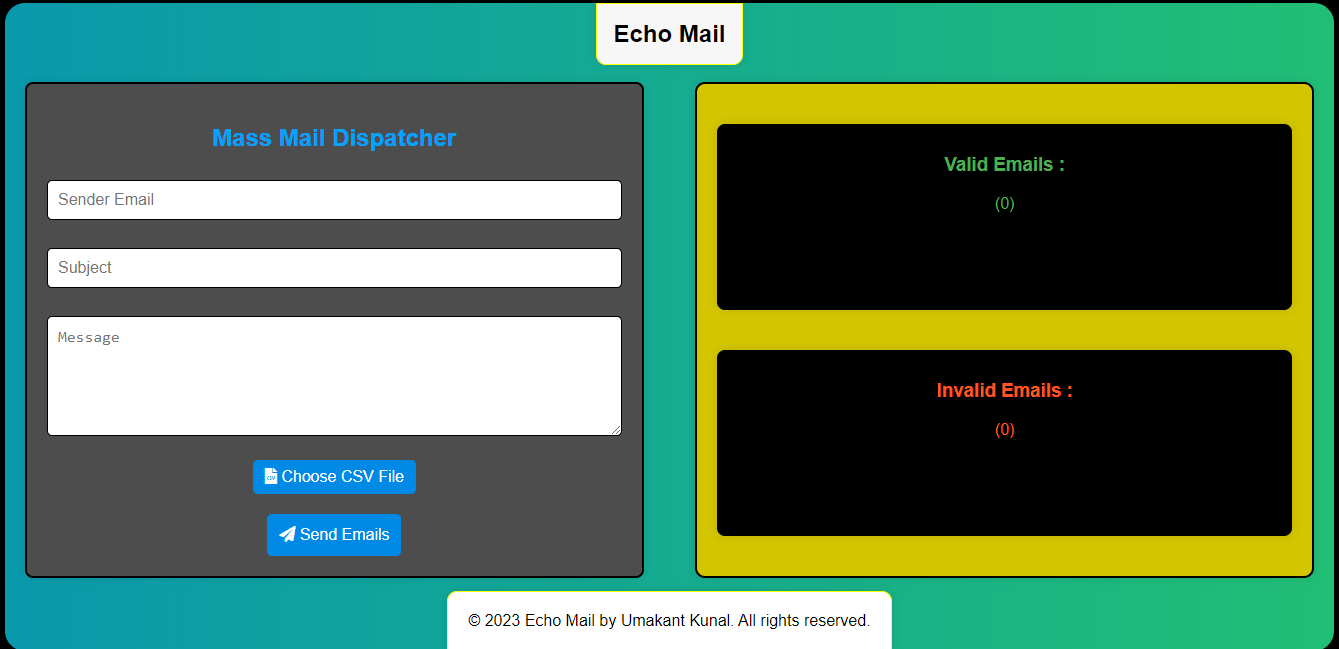 Echo Mail
Mass Mail Dispatcher
Sender Email
Subject
Message
Choose CSV File
Send Emails
Valid Emails :
(0)
Invalid Emails :
(0)
© 2023 Echo Mail by Umakant Kunal. All rights reserved.